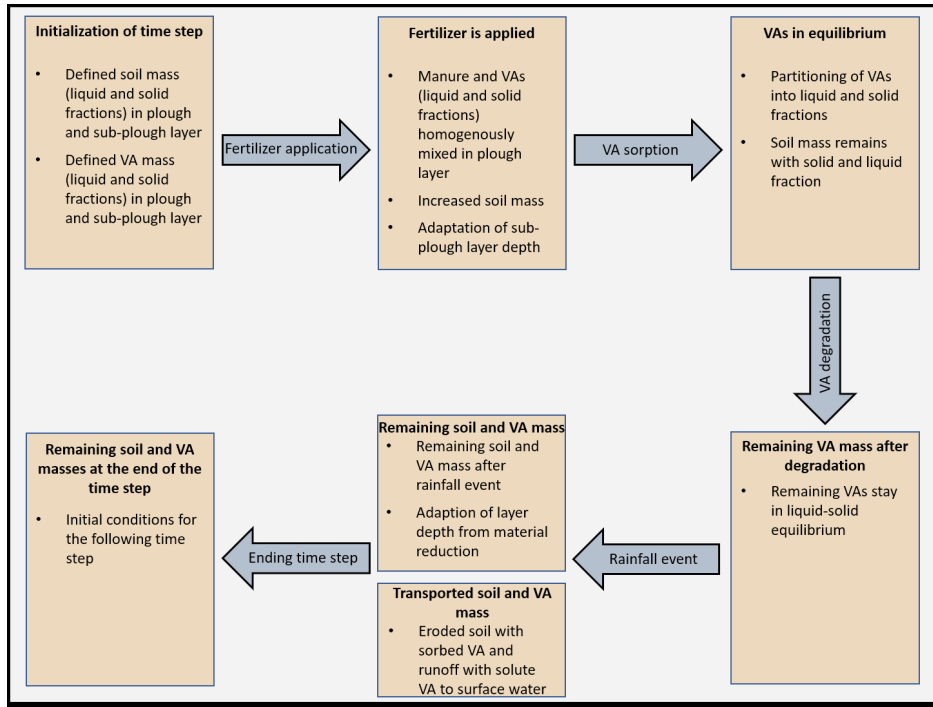 Initialization of time step
• Defined soil mass
(liquid and solid
fractions) in plough
and sub-plough layer
• Defined VA mass
(liquid and solid
fractions) in plough
and sub-plough layer
Fertilizer application
Fertilizer is applied
• Manure and VAs
(liquid and solid
fractions)
homogenously
mixed in plough
layer
• Increased soil mass
• Adaptation of sub-
plough layer depth
VA sorption
VAs in equilibrium
• Partitioning of VAs
into liquid and solid
fractions
• Soil mass remains
with solid and liquid
fraction
VA degradation
Remaining VA mass after
degradation
• Remaining VAs stay
in liquid-solid
equilibrium
Rainfall event
Remaining soil and VA mass
• Remaining soil and
VA mass after
rainfall event
• Adaption of layer
depth from material
reduction
Transported soil and VA
mass
• Eroded soil with
sorbed VA and
runoff with solute
VA to surface water
Ending time step
Remaining soil and VA
masses at the end of the
time step
• Initial conditions for
the following time
step